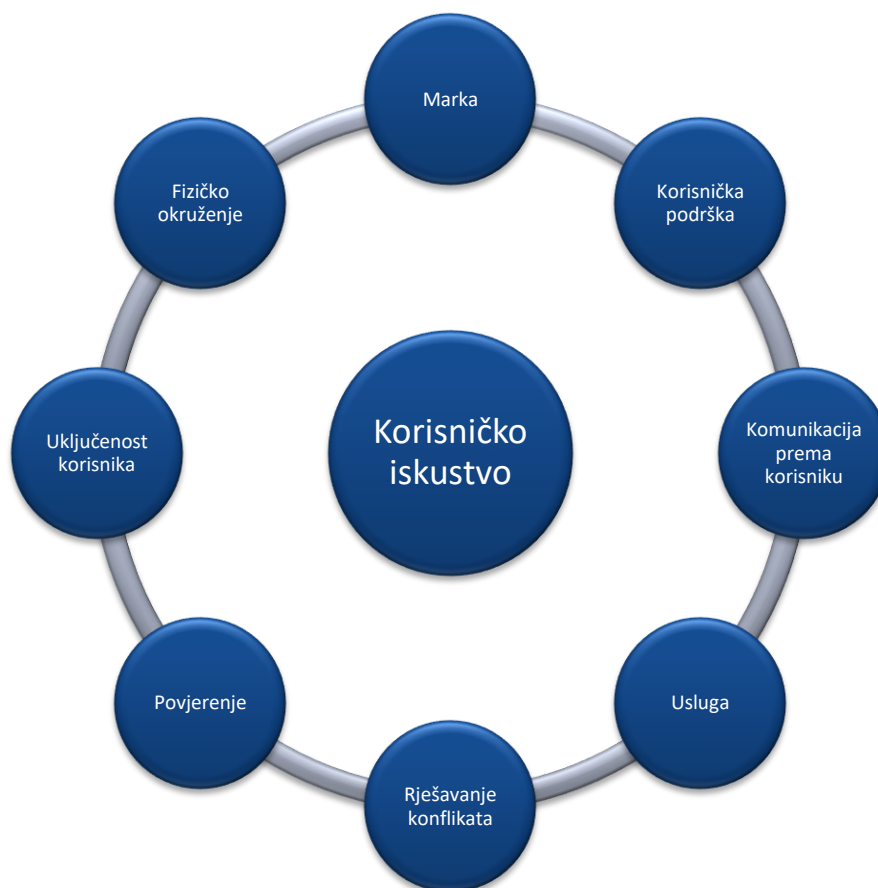 Marka
Korisnička
podrška
Komunikacija
prema
korisniku
Usluga
Rješavanje
konflikata
Povjerenje
Uključenost
korisnika
Fizičko
okruženje
Korisničko
iskustvo